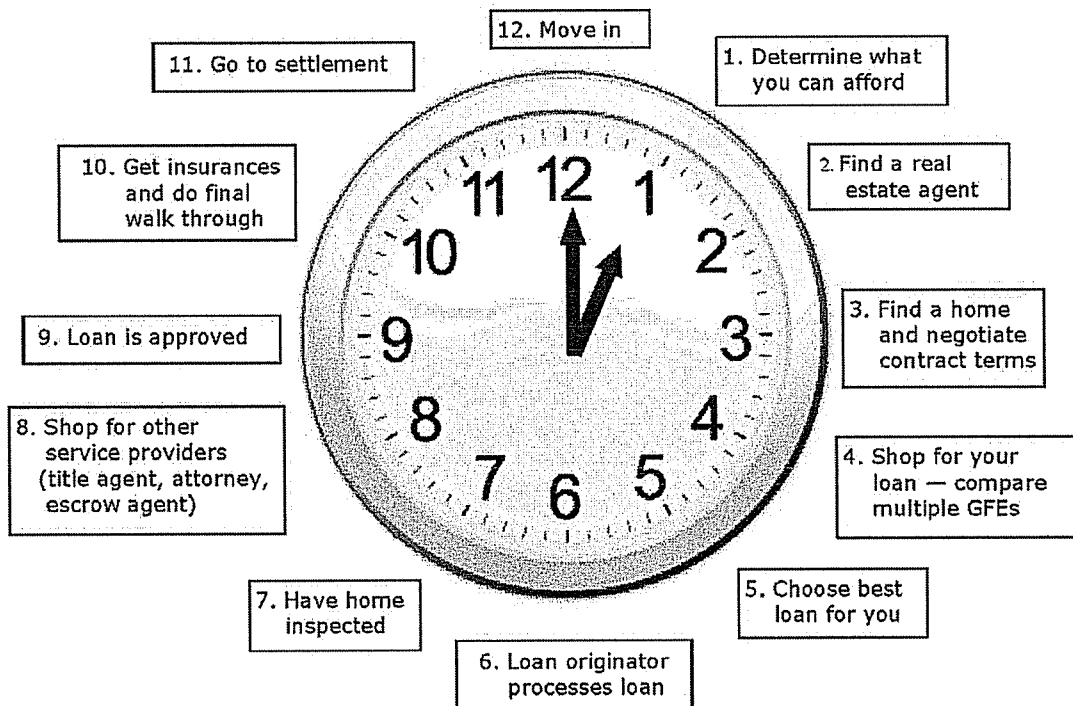 12. Move in
1. Determine what
you can afford
2. Find a real
estate agent
3. Find a home
and negotiate
contract terms
4. Shop for your
loan — compare
multiple GFEs
5. Choose best
loan for you
6. Loan originator
processes loan
7. Have home
inspected
8. Shop for other
service providers
(title agent, attorney,
escrow agent)
9. Loan is approved
10. Get insurances
and do final
walk through
11. Go to settlement
12
1
2
3
4
5
6
7
8
9
10
11